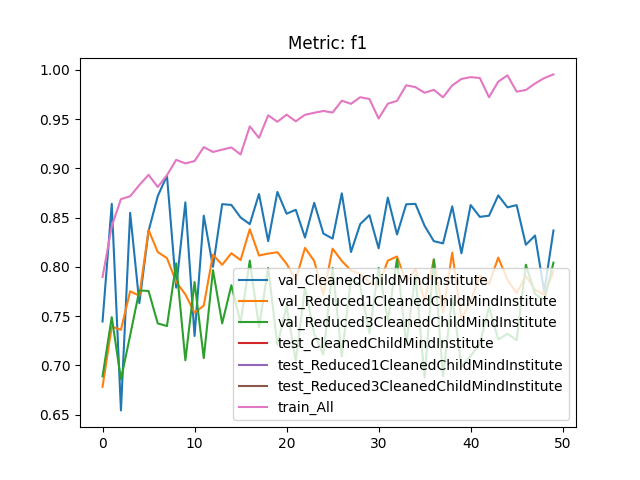 Metric: f1
1.00
0.95
0.90
0.85
0.80
0.75
0.70
0.65
val_CleanedChildMindInstitute
val_Reduced1CleanedChildMindInstitute
val_Reduced3CleanedChildMindInstitute
test_CleanedChildMindInstitute
test_Reduced1CleanedChildMindInstitute
test_Reduced3CleanedChildMindInstitute
train_All
0 10 20 30 40 50